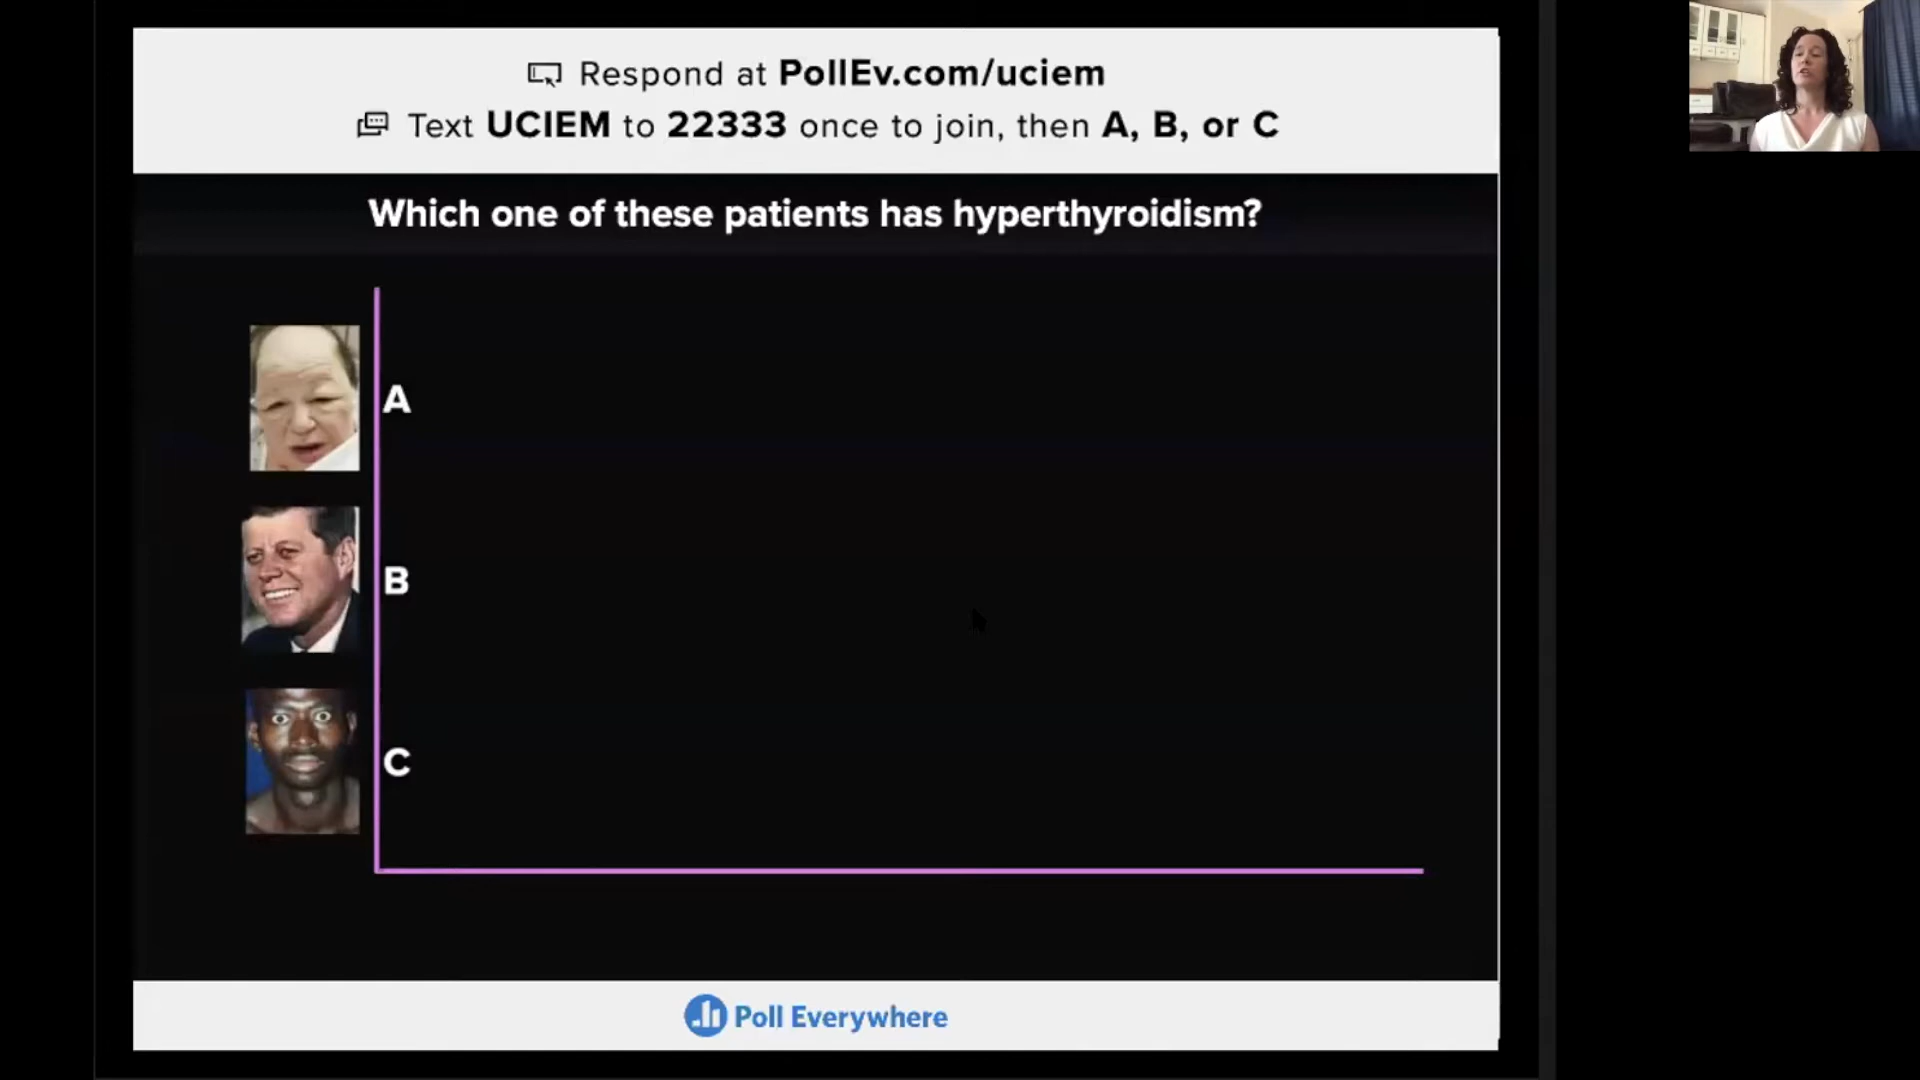 Respond at PollEv.com/uciem
Text UCIEM to 22333 once to join, then A, B, or C
Which one of these patients has hyperthyroidism?
A
B
C
Poll Everywhere